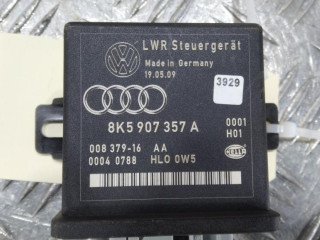 LWR Steuergerät
Made in Germany
19.05.09
3929
8K5 907 357 A
0001
H01
008 379-16 AA
0004 0788 HLO 0W5
HELLA